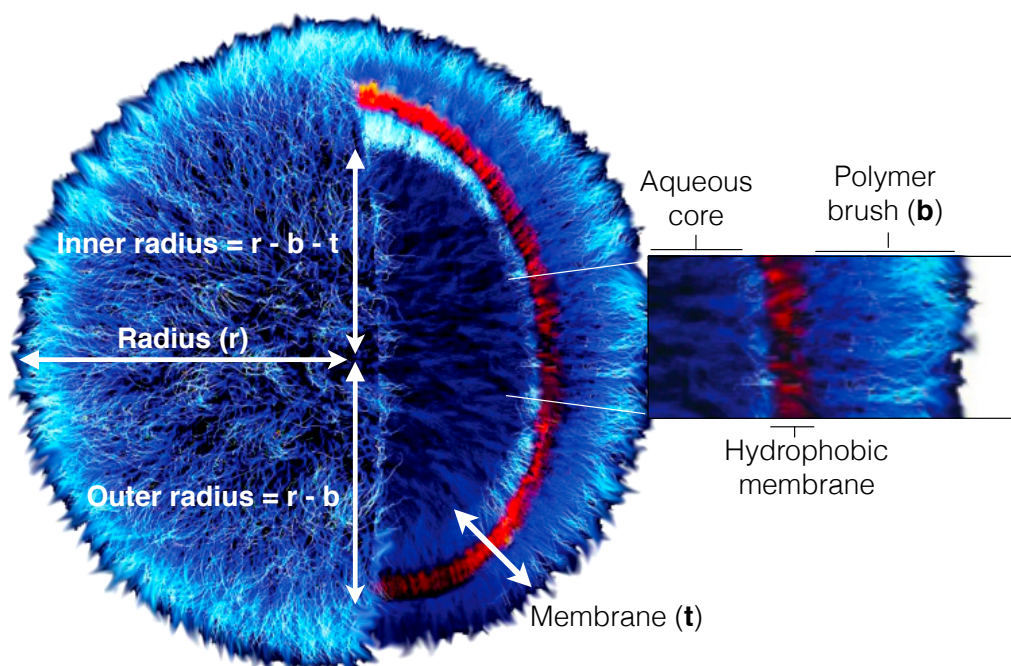 Inner radius = r - b - t
Radius (r)
Outer radius = r - b
Aqueous
core
Polymer
brush (b)
Hydrophobic
membrane
Membrane (t)